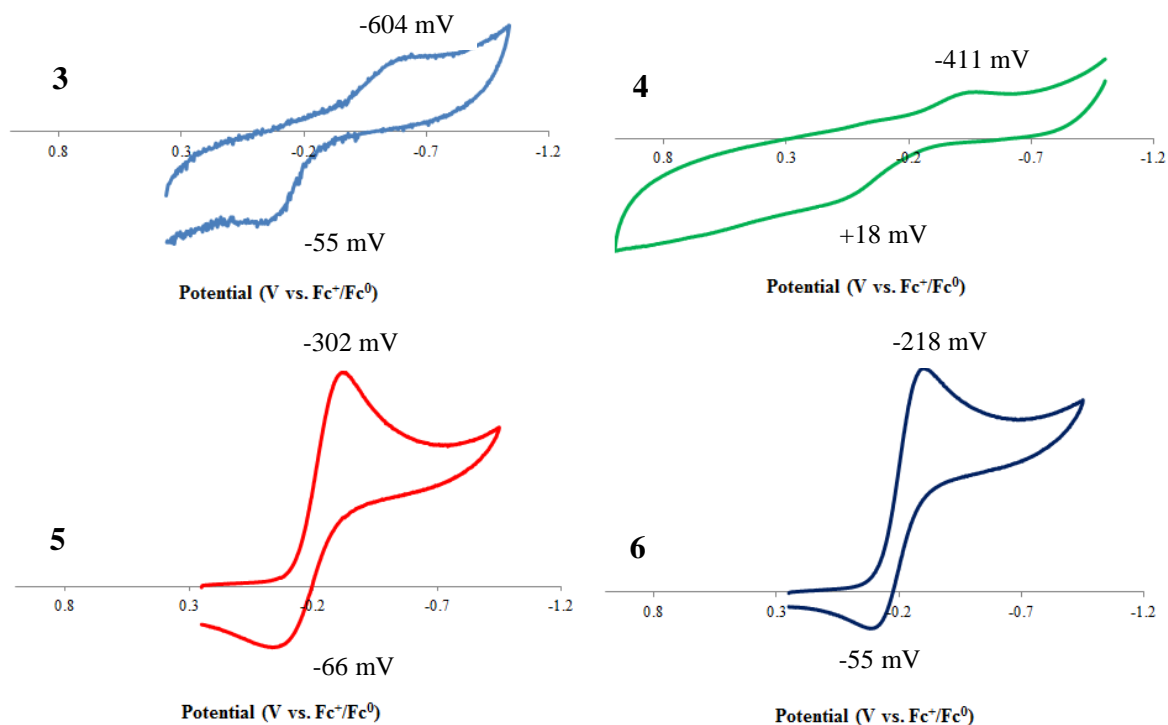 -604 mV
3
0.8 0.3 -0.2 -0.7 -1.2
-55 mV
Potential (V vs. Fc⁺/Fc⁰)
-411 mV
4
0.8 0.3 -0.2 -0.7 -1.2
+18 mV
Potential (V vs. Fc⁺/Fc⁰)
-302 mV
5
0.8 0.3 -0.2 -0.7 -1.2
-66 mV
Potential (V vs. Fc⁺/Fc⁰)
-218 mV
6
0.8 0.3 -0.2 -0.7 -1.2
-55 mV
Potential (V vs. Fc⁺/Fc⁰)